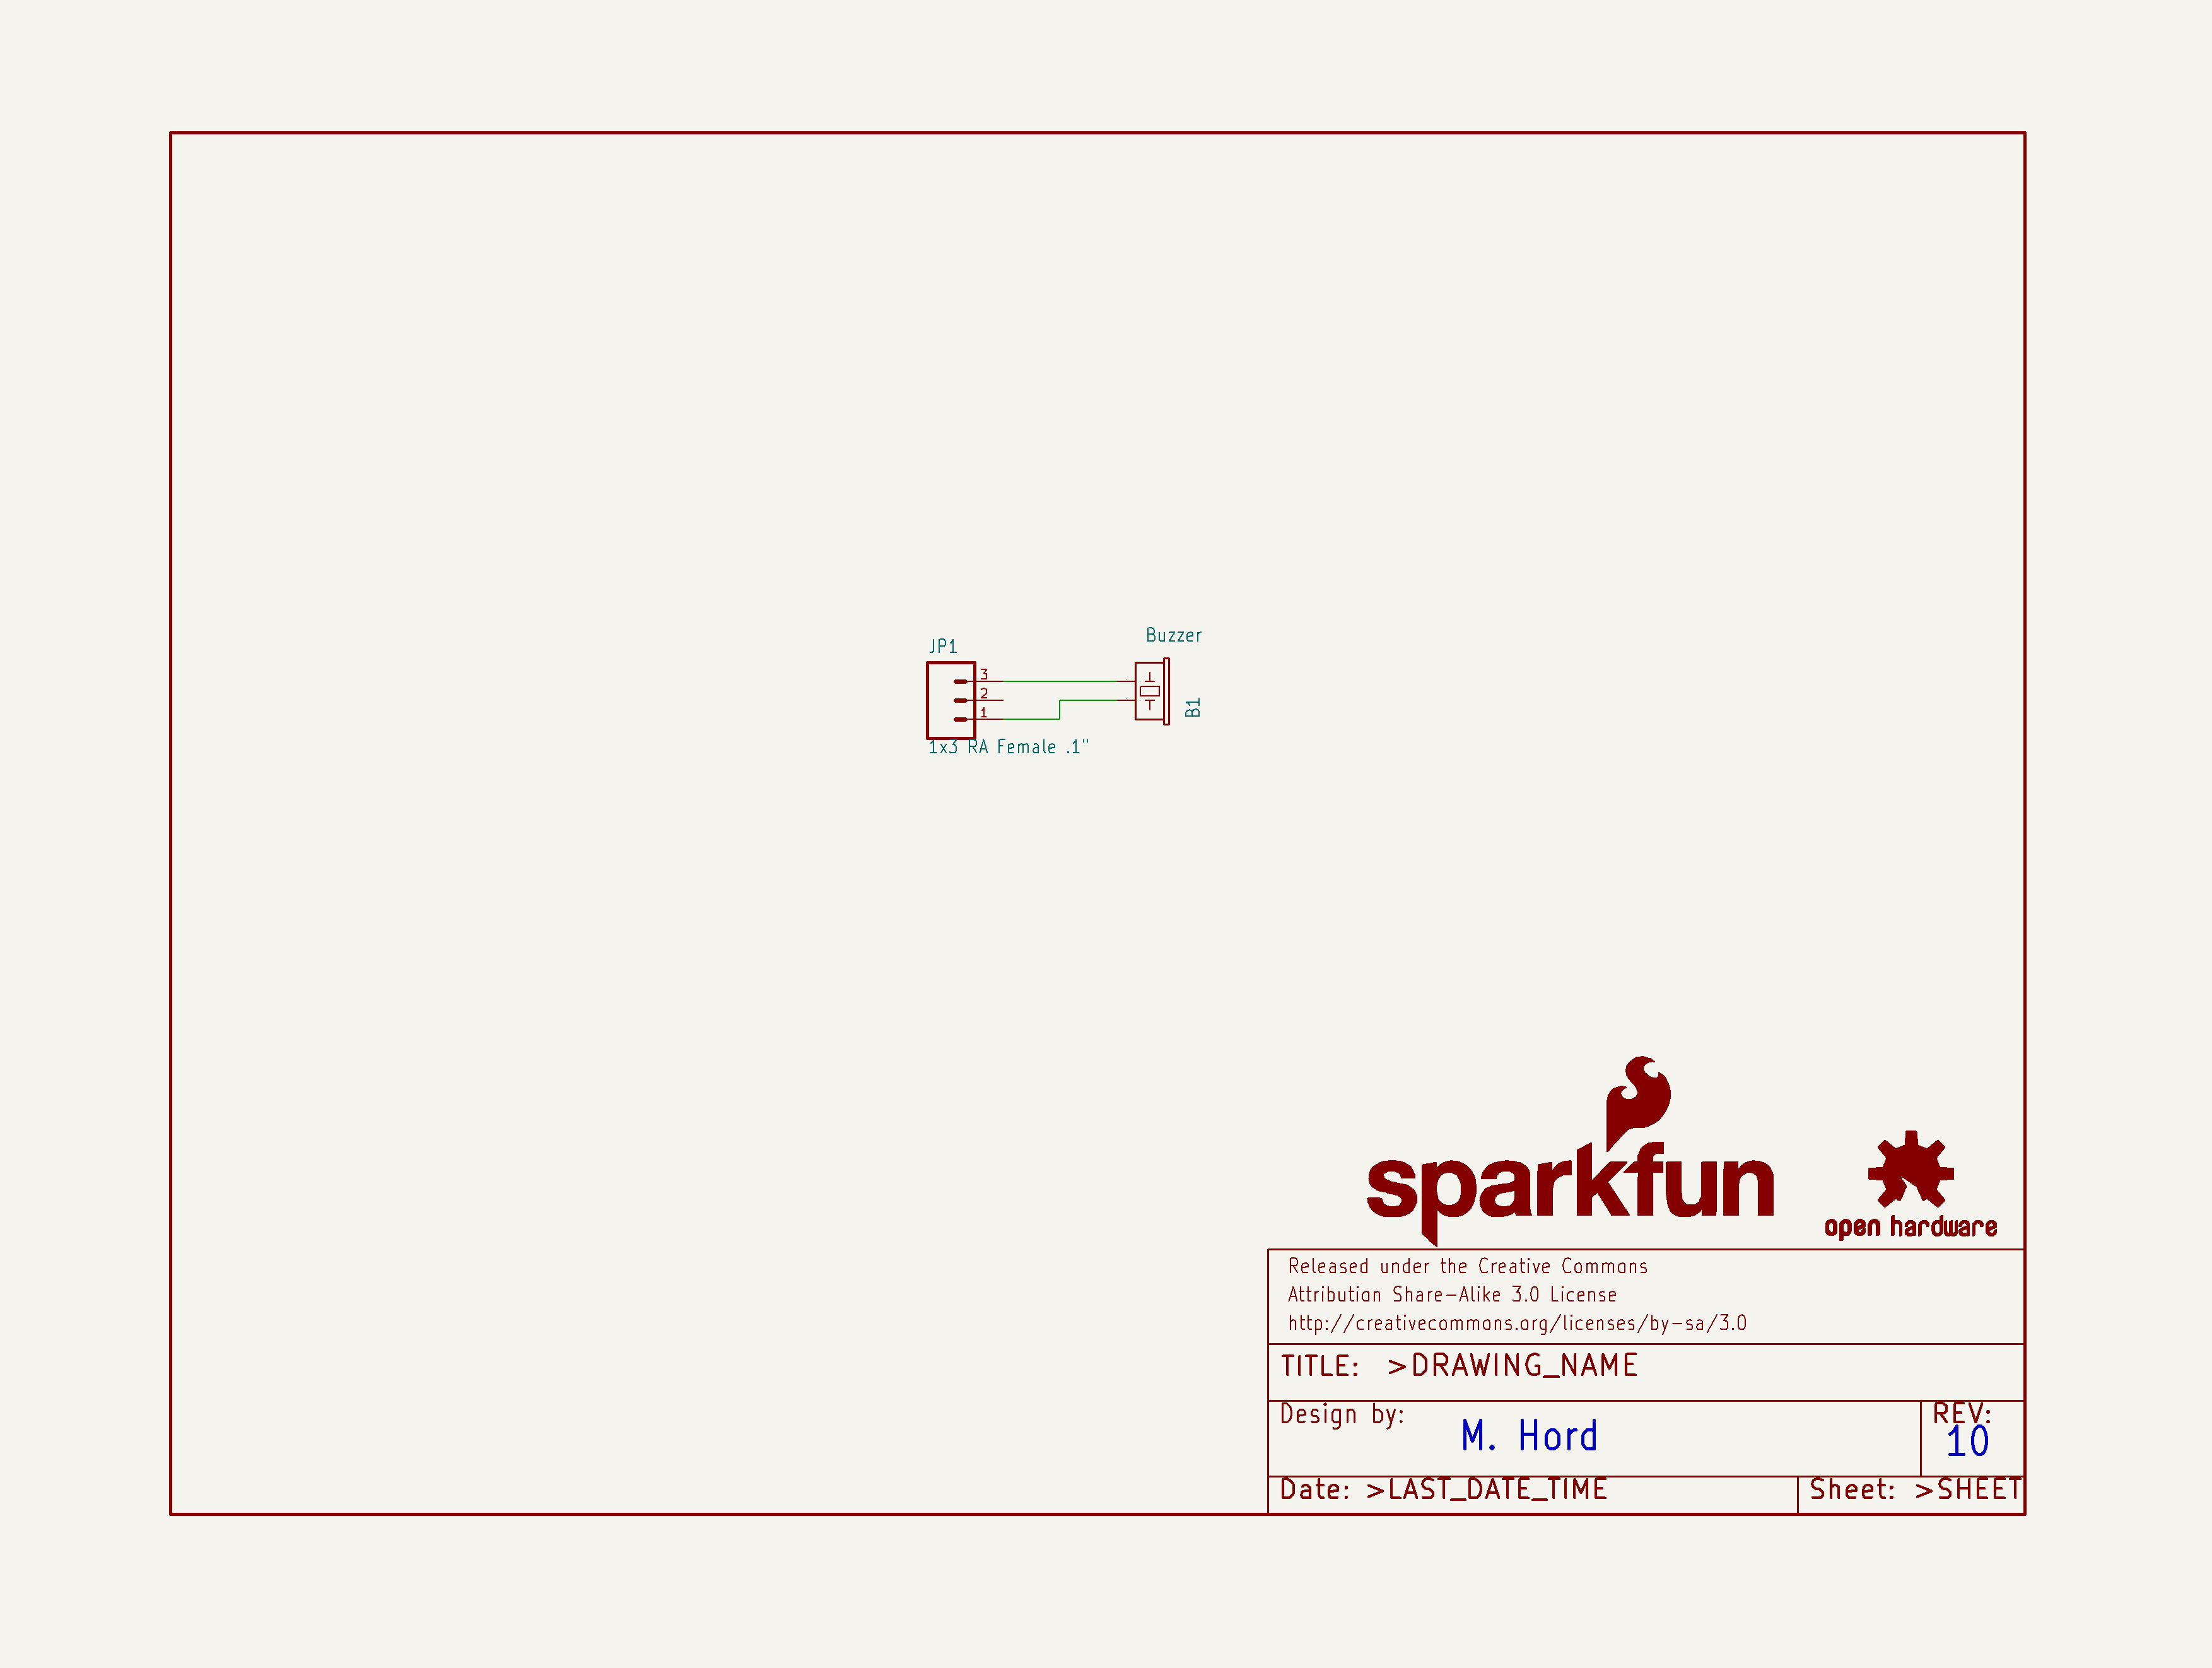 Buzzer
JP1
3
2
1
B1
1x3 RA Female .1"
sparkfun
open hardware
Released under the Creative Commons
Attribution Share-Alike 3.0 License
http://creativecommons.org/licenses/by-sa/3.0
TITLE: >DRAWING_NAME
Design by: M. Hord
REV: 10
Date: >LAST_DATE_TIME
Sheet: >SHEET